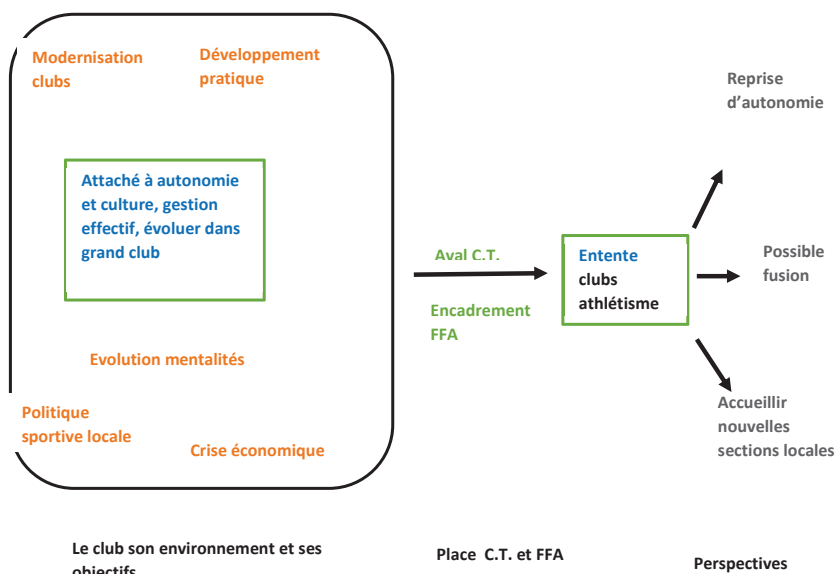 Modernisation
clubs
Développement
pratique
Attaché à autonomie
et culture, gestion
effectif, évoluer dans
grand club
Evolution mentalités
Politique
sportive locale
Crise économique
Aval C.T.
Encadrement
FFA
Entente
clubs
athlétisme
Reprise
d’autonomie
Possible
fusion
Accueillir
nouvelles
sections locales
Le club son environnement et ses
objectifs
Place C.T. et FFA
Perspectives